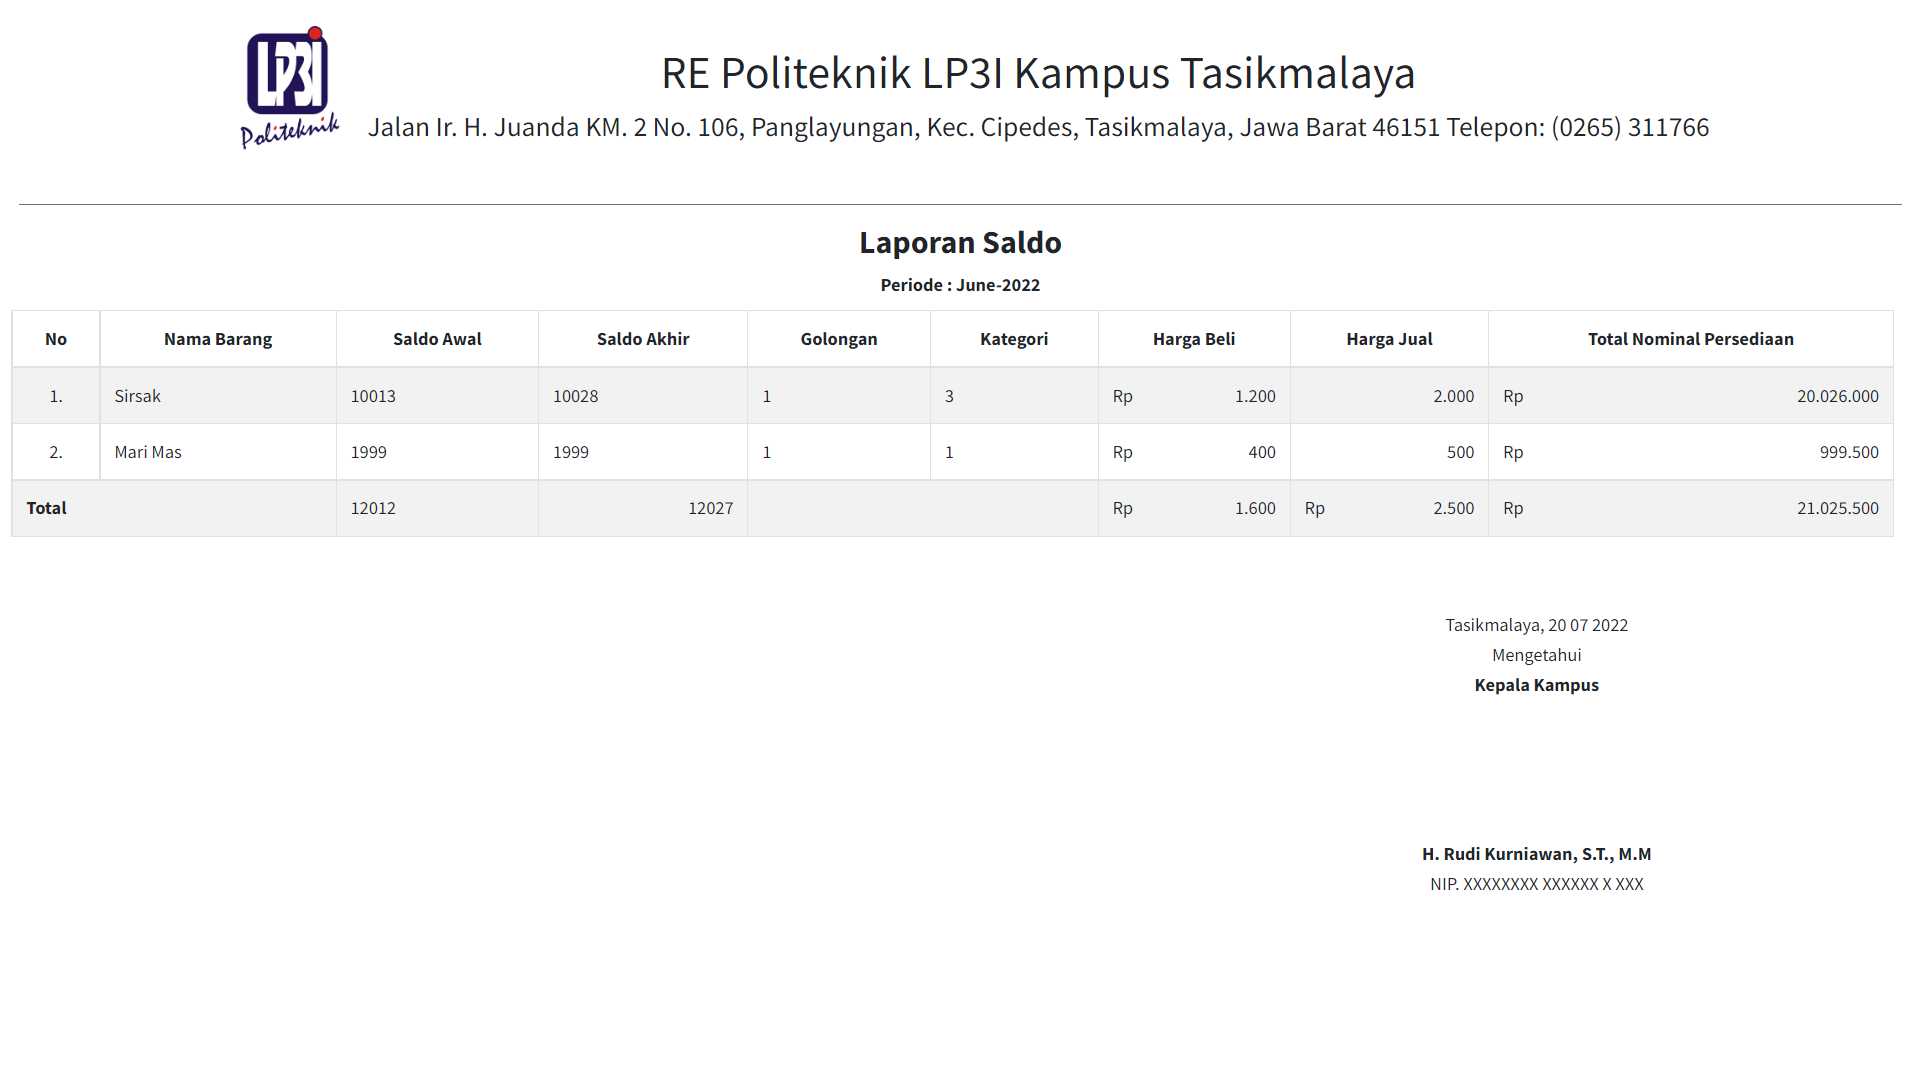 LP3I
Politeknik
RE Politeknik LP3I Kampus Tasikmalaya
Jalan Ir. H. Juanda KM. 2 No. 106, Panglayungan, Kec. Cipedes, Tasikmalaya, Jawa Barat 46151 Telepon: (0265) 311766
Laporan Saldo
Periode : June-2022
No Nama Barang Saldo Awal Saldo Akhir Golongan Kategori Harga Beli Harga Jual Total Nominal Persediaan
1. Sirsak 10013 10028 1 3 Rp 1.200 2.000 Rp 20.026.000
2. Mari Mas 1999 1999 1 1 Rp 400 500 Rp 999.500
Total 12012 12027 Rp 1.600 Rp 2.500 Rp 21.025.500
Tasikmalaya, 20 07 2022
Mengetahui
Kepala Kampus
H. Rudi Kurniawan, S.T., M.M
NIP. XXXXXXXX XXXXXX X XXX